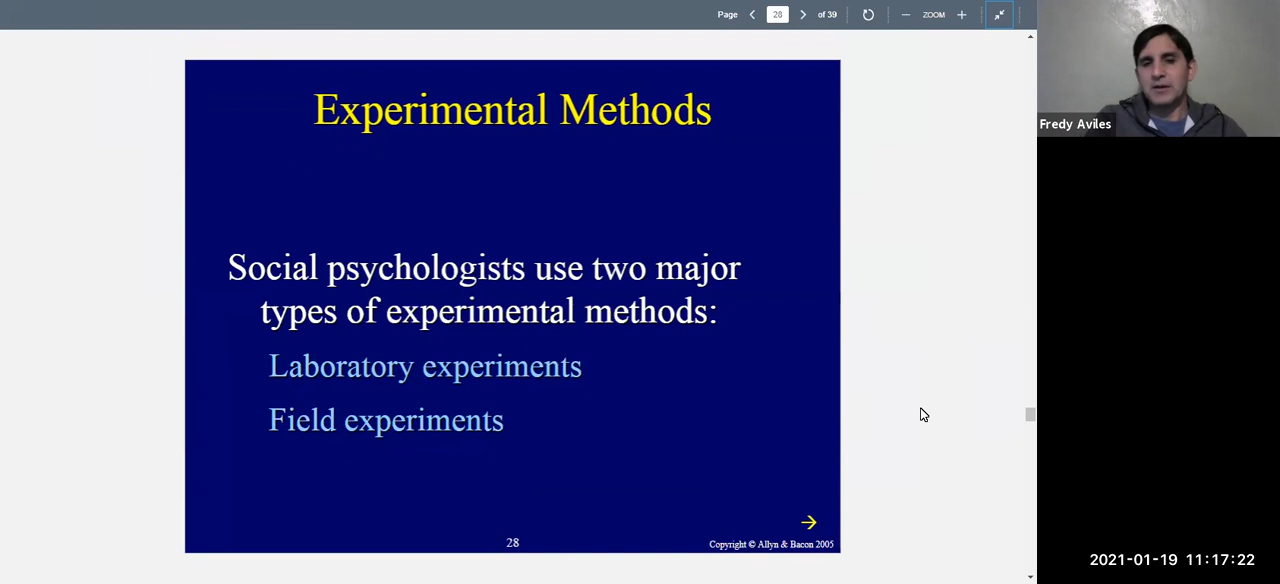 Page 28 of 39 ZOOM
Experimental Methods
Social psychologists use two major
types of experimental methods:
Laboratory experiments
Field experiments
28
Copyright © Allyn & Bacon 2005
Fredy Aviles
2021-01-19 11:17:22